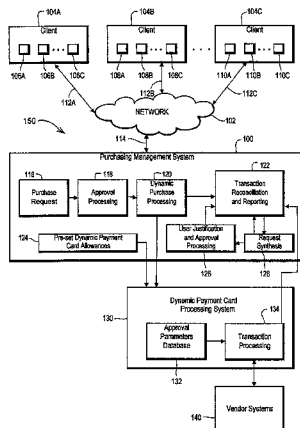 104A
104B
104C
Client
Client
Client
106A
106B
106C
108A
108B
108C
110A
110B
110C
112A
112B
112C
NETWORK
102
150
114
100
Purchasing Management System
116
118
120
122
Purchase Request
Approval Processing
Dynamic Purchase Processing
Transaction Reconciliation and Reporting
124
Pre-set Dynamic Payment Card Allowances
User Justification and Approval Processing
Request Synthesis
126
128
130
Dynamic Payment Card Processing System
134
Approval Parameters Database
Transaction Processing
132
Vendor Systems
140